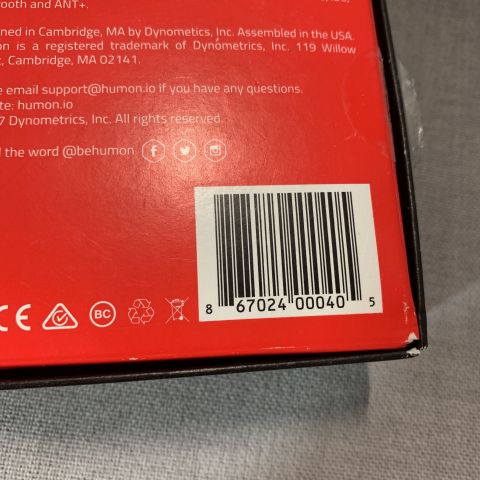 ooth and ANT+.
ned in Cambridge, MA by Dynometics, Inc. Assembled in the USA.
on is a registered trademark of Dynometrics, Inc. 119 Willow
, Cambridge, MA 02141.
e email support@humon.io if you have any questions.
te: humon.io
7 Dynometrics, Inc. All rights reserved.
d the word @behumon
CE BC
8 67024 00040 5